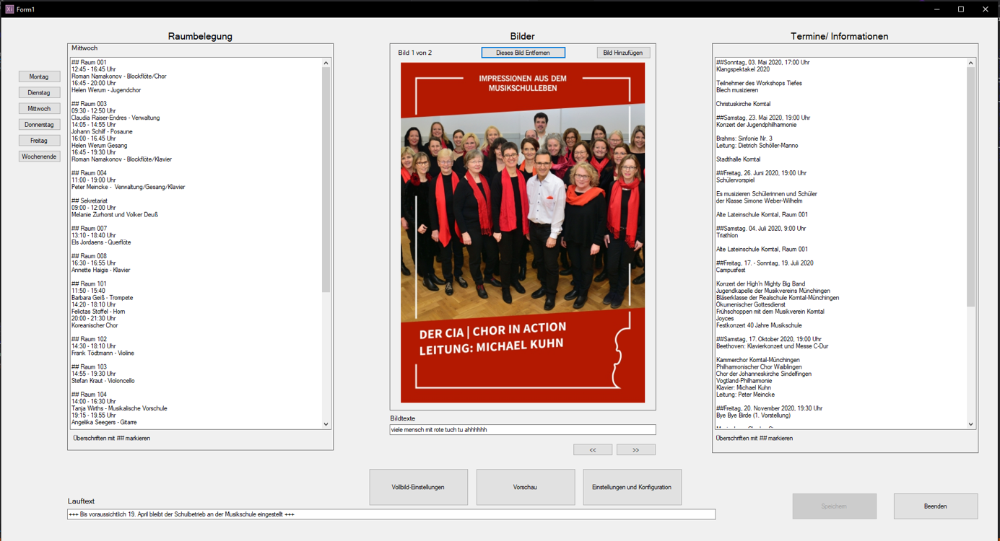 Xi Form1
Raumbelegung
Mittwoch
Montag
Dienstag
Mittwoch
Donnerstag
Freitag
Wochenende
## Raum 001
12:45 - 16:45 Uhr
Roman Namakonov - Blockflöte/Chor
16:45 - 20:00 Uhr
Helen Werum - Jugendchor
## Raum 003
09:30 - 12:50 Uhr
Claudia Raiser-Endres - Verwaltung
14:05 - 14:55 Uhr
Johann Schilf - Posaune
16:00 - 16.45 Uhr
Helen Werum Gesang
16:45 - 19:30 Uhr
Roman Namakonov - Blockflöte/Klavier
## Raum 004
11:00 - 19:00 Uhr
Peter Meincke -  Verwaltung/Gesang/Klavier
## Sekretariat
09:00 - 12:00 Uhr
Melanie Zurhorst und Volker Deuß
## Raum 007
13:10 - 18:40 Uhr
Els Jordaens - Querflöte
## Raum 008
16:30 - 16:55 Uhr
Annette Haigis - Klavier
## Raum 101
11:50 - 15:40
Barbara Geiß - Trompete
14:20 - 18:10 Uhr
Felictas Stoffel - Horn
20:00 - 21:30 Uhr
Koreanischer Chor
## Raum 102
14:30 - 18:10 Uhr
Frank Tödtmann - Violine
## Raum 103
14:55 - 19:30 Uhr
Stefan Kraut - Violoncello
## Raum 104
14:00 - 16:30 Uhr
Tanja Wirths - Musikalische Vorschule
19:15 - 19.55 Uhr
Angelika Seegers - Gitarre
Überschriften mit ## markieren
Bilder
Bild 1 von 2
Dieses Bild Entfernen
Bild Hinzufügen
IMPRESSIONEN AUS DEM
MUSIKSCHULLEBEN
DER CIA | CHOR IN ACTION
LEITUNG: MICHAEL KUHN
Bildtexte
viele mensch mit rote tuch tu ahhhhhh
<<
>>
Vollbild-Einstellungen
Vorschau
Einstellungen und Konfiguration
Termine/ Informationen
##Sonntag, 03. Mai 2020, 17:00 Uhr
Klangspektakel 2020
Teilnehmer des Workshops Tiefes
Blech musizieren
Christuskirche Korntal
##Samstag, 23. Mai 2020, 19:00 Uhr
Konzert der Jugendphilharmonie
Brahms: Sinfonie Nr. 3
Leitung: Dietrich Schöller-Manno
Stadthalle Korntal
##Freitag, 26. Juni 2020, 19:00 Uhr
Schülervorspiel
Es musizieren Schülerinnen und Schüler
der Klasse Simone Weber-Wilhelm
Alte Lateinschule Korntal, Raum 001
##Samstag. 04. Juli 2020, 9:00 Uhr
Triathlon
Alte Lateinschule Korntal, Raum 001
##Freitag, 17. - Sonntag, 19. Juli 2020
Campusfest
Konzert der High'n Mighty Big Band
Jugendkapelle der Musikvereins Münchingen
Bläserklasse der Realschule Korntal-Münchingen
Ökumenischer Gottesdienst
Frühschoppen mit dem Musikverein Korntal
Joyces
Festkonzert 40 Jahre Musikschule
##Samstag, 17. Oktober 2020, 19:00 Uhr
Beethoven: Klavierkonzert und Messe C-Dur
Kammerchor Korntal-Münchingen
Philharmonischer Chor Waiblingen
Chor der Johanneskirche Sindelfingen
Vogtland-Philharmonie
Klavier: Michael Kuhn
Leitung: Peter Meincke
##Freitag, 20. November 2020, 19:30 Uhr
Bye Bye Birde (1. Vorstellung)
Überschriften mit ## markieren
Lauftext
+++ Bis voraussichtlich 19. April bleibt der Schulbetrieb an der Musikschule eingestellt +++
Speichern
Beenden